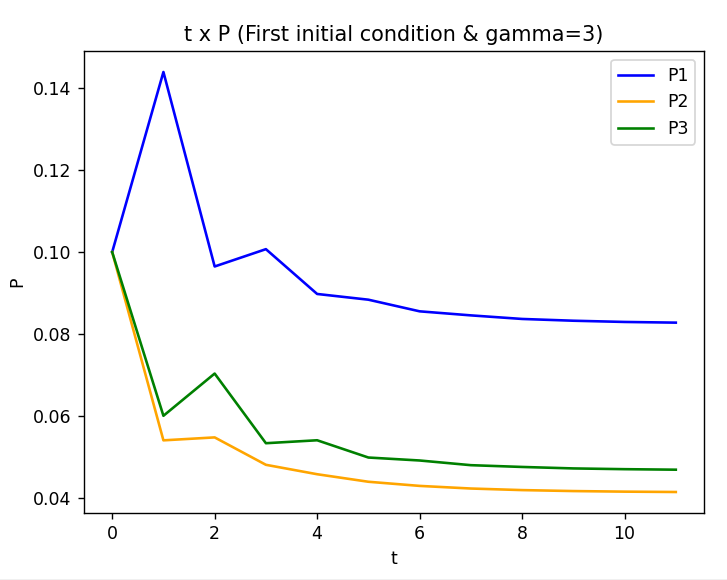 t x P (First initial condition & gamma=3)
P1
P2
P3
0.14
0.12
0.10
0.08
0.06
0.04
P
0 2 4 6 8 10
t